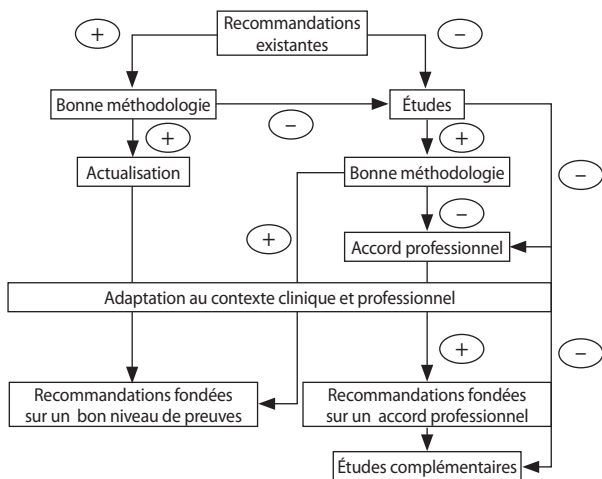 Recommandations
existantes
+
−
Bonne méthodologie
Études
−
+
+
Actualisation
Bonne méthodologie
−
−
+
Accord professionnel
Adaptation au contexte clinique et professionnel
+
−
Recommandations fondées
sur un bon niveau de preuves
Recommandations fondées
sur un accord professionnel
Études complémentaires